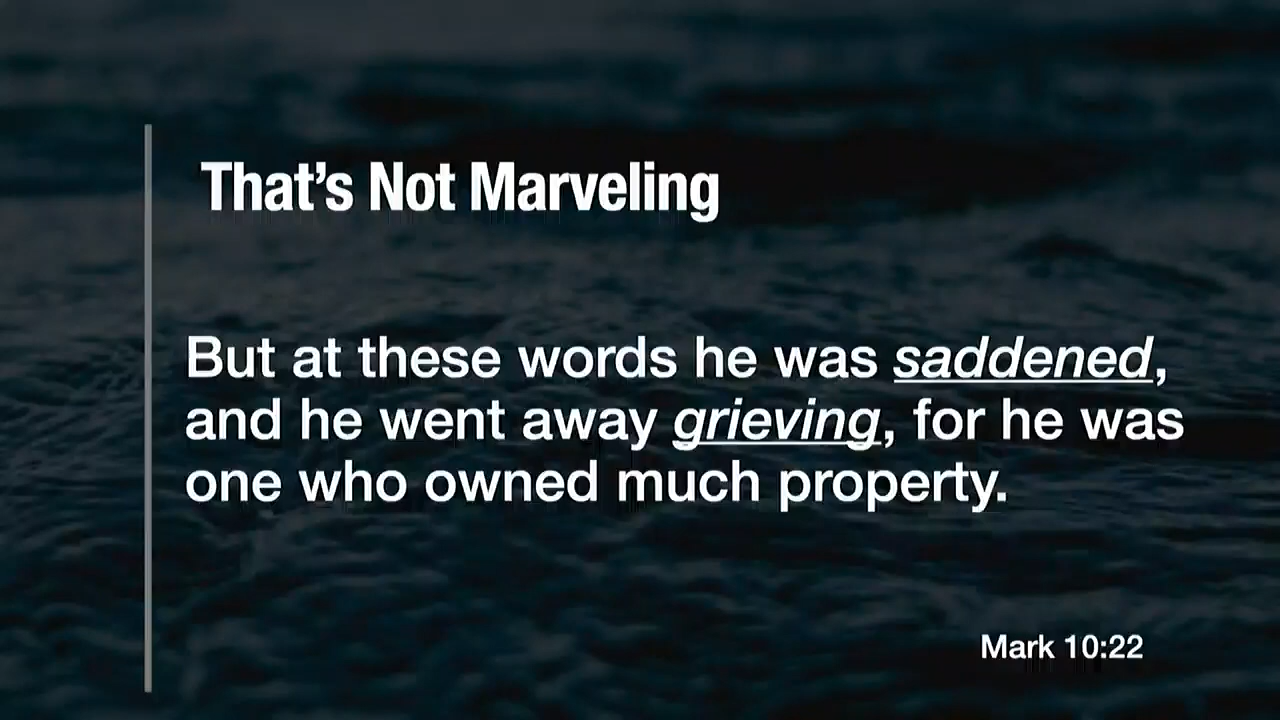 That’s Not Marveling
But at these words he was saddened,
and he went away grieving, for he was
one who owned much property.
Mark 10:22